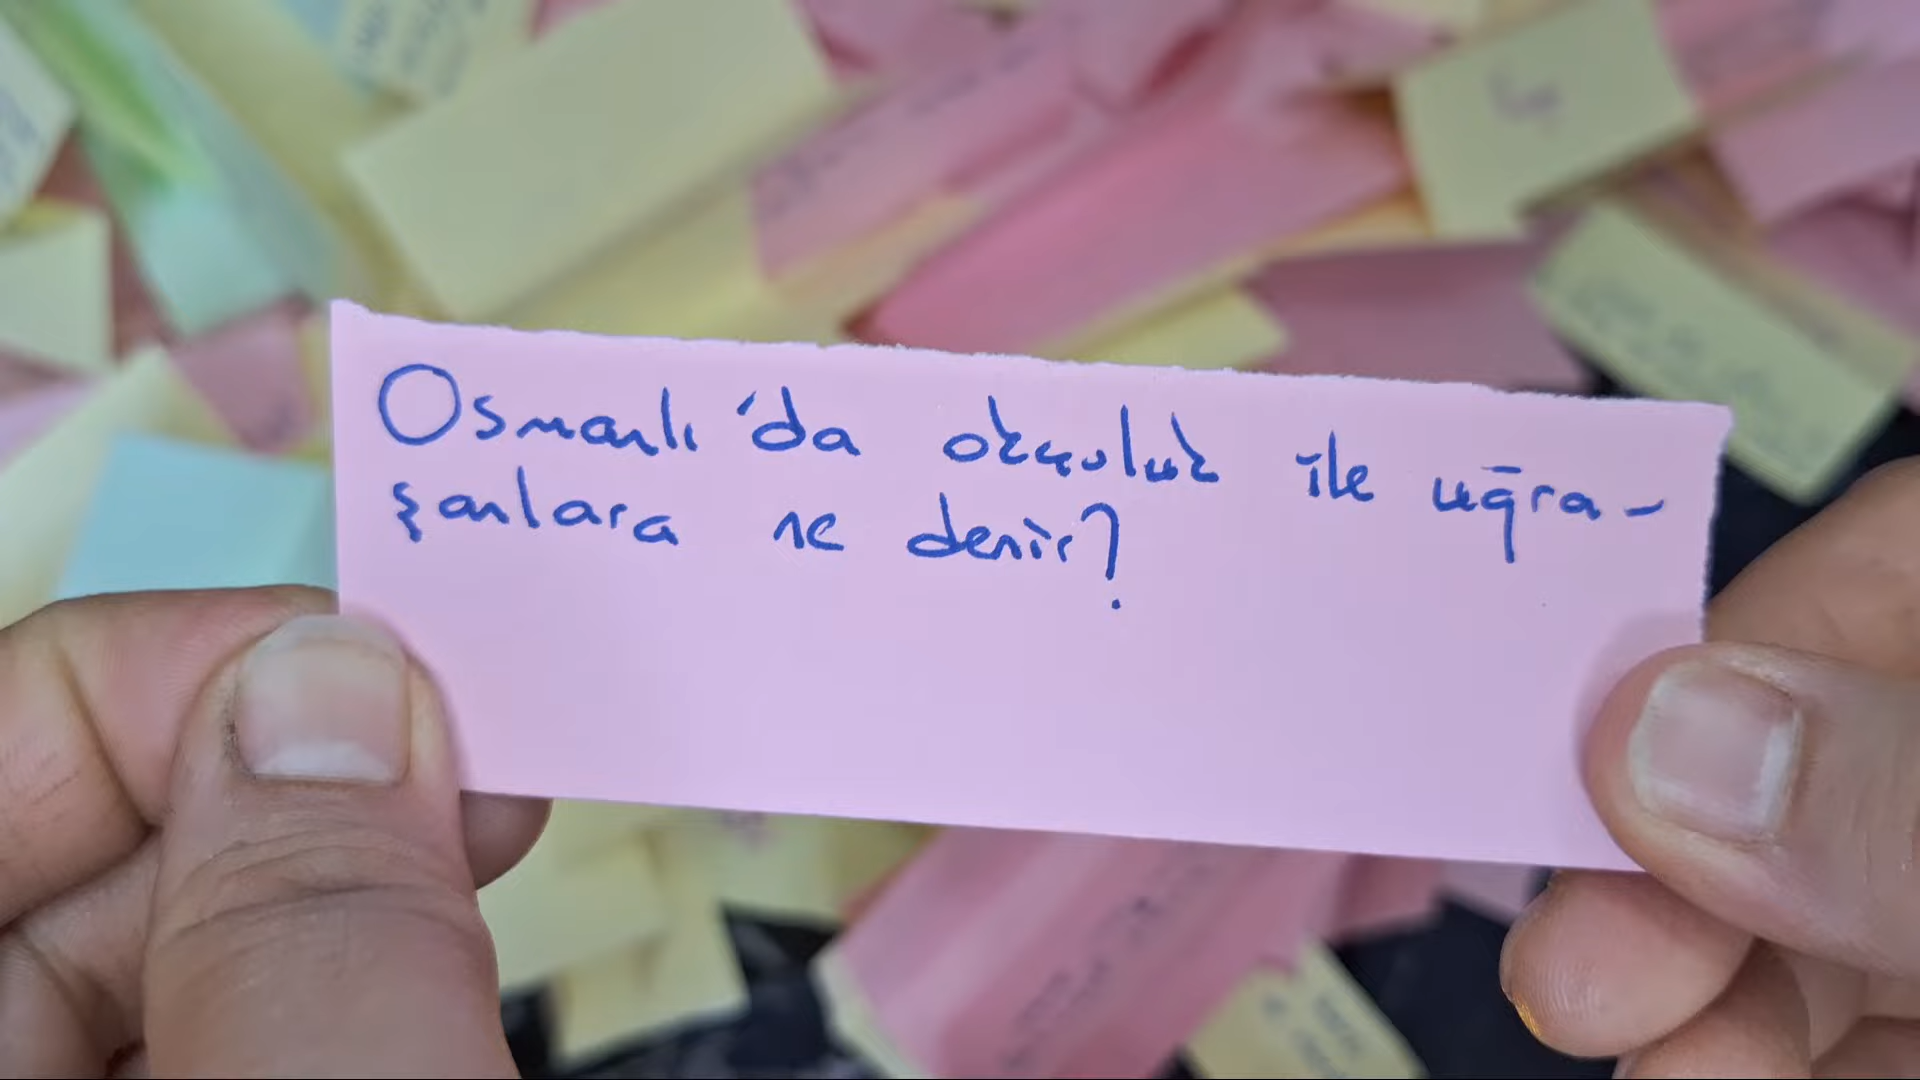 Osmanlı'da okçuluk ile uğra-
şanlara ne denir?